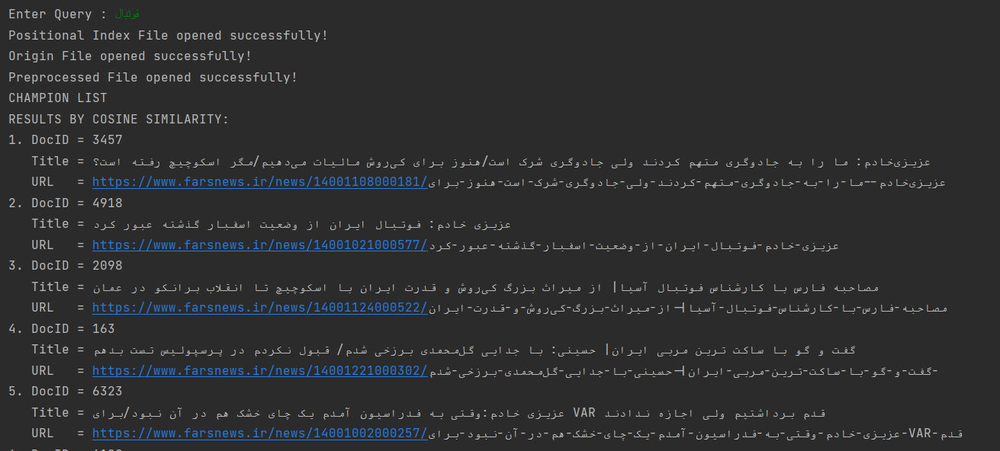 Enter Query : فوتبال
Positional Index File opened successfully!
Origin File opened successfully!
Preprocessed File opened successfully!
CHAMPION LIST
RESULTS BY COSINE SIMILARITY:
1. DocID = 3457
Title = عزیزی‌خادم: ما را به جادوگری متهم کردند ولی جادوگری شرک است/هنوز برای کی‌روش مالیات می‌دهیم/مگر اسکوچیچ رفته است؟
URL = https://www.farsnews.ir/news/14001108000181/عزیزی‌خادم--ما-را-به-جادوگری-متهم-کردند-ولی-جادوگری-شرک-است-هنوز-برای
2. DocID = 4918
Title = عزیزی خادم: فوتبال ایران از وضعیت اسفبار گذشته عبور کرد
URL = https://www.farsnews.ir/news/14001021000577/عزیزی-خادم-فوتبال-ایران-از-وضعیت-اسفبار-گذشته-عبور-کرد
3. DocID = 2098
Title = مصاحبه فارس با کارشناس فوتبال آسیا| از میراث بزرگ کی‌روش و قدرت ایران با اسکوچیچ تا انقلاب برانکو در عمان
URL = https://www.farsnews.ir/news/14001124000522/مصاحبه-فارس-با-کارشناس-فوتبال-آسیا|-از-میراث-بزرگ-کی‌روش-و-قدرت-ایران
4. DocID = 163
Title = گفت و گو با ساکت ترین مربی ایران| حسینی: با جدایی گل‌محمدی برزخی شدم/ قبول نکردم در پرسپولیس تست بدهم
URL = https://www.farsnews.ir/news/14001221000302/گفت-و-گو-با-ساکت-ترین-مربی-ایران|-حسینی-با-جدایی-گل‌محمدی-برزخی-شدم-
5. DocID = 6323
Title = عزیزی خادم:وقتی به فدراسیون آمدم یک چای خشک هم در آن نبود/برای VAR قدم برداشتیم ولی اجازه ندادند
URL = https://www.farsnews.ir/news/14001002000257/عزیزی-خادم-وقتی-به-فدراسیون-آمدم-یک-چای-خشک-هم-در-آن-نبود-برای-VAR-قدم